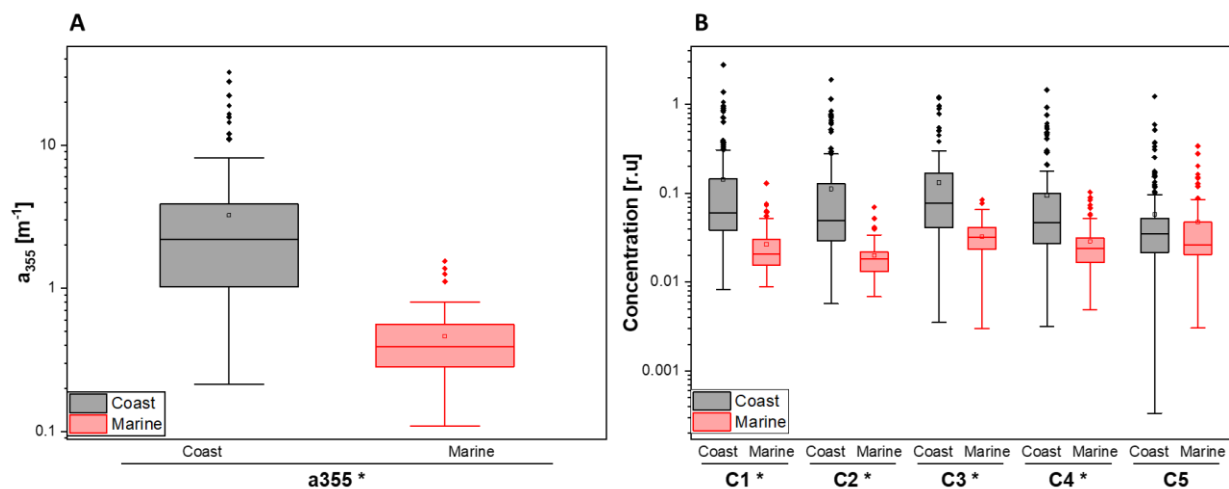 A
a355 [m-1]
10
1
0.1
Coast
Marine
Coast
Marine
a355 *
B
Concentration [r.u]
1
0.1
0.01
0.001
Coast
Marine
Coast Marine Coast Marine Coast Marine Coast Marine Coast Marine
C1 * C2 * C3 * C4 * C5